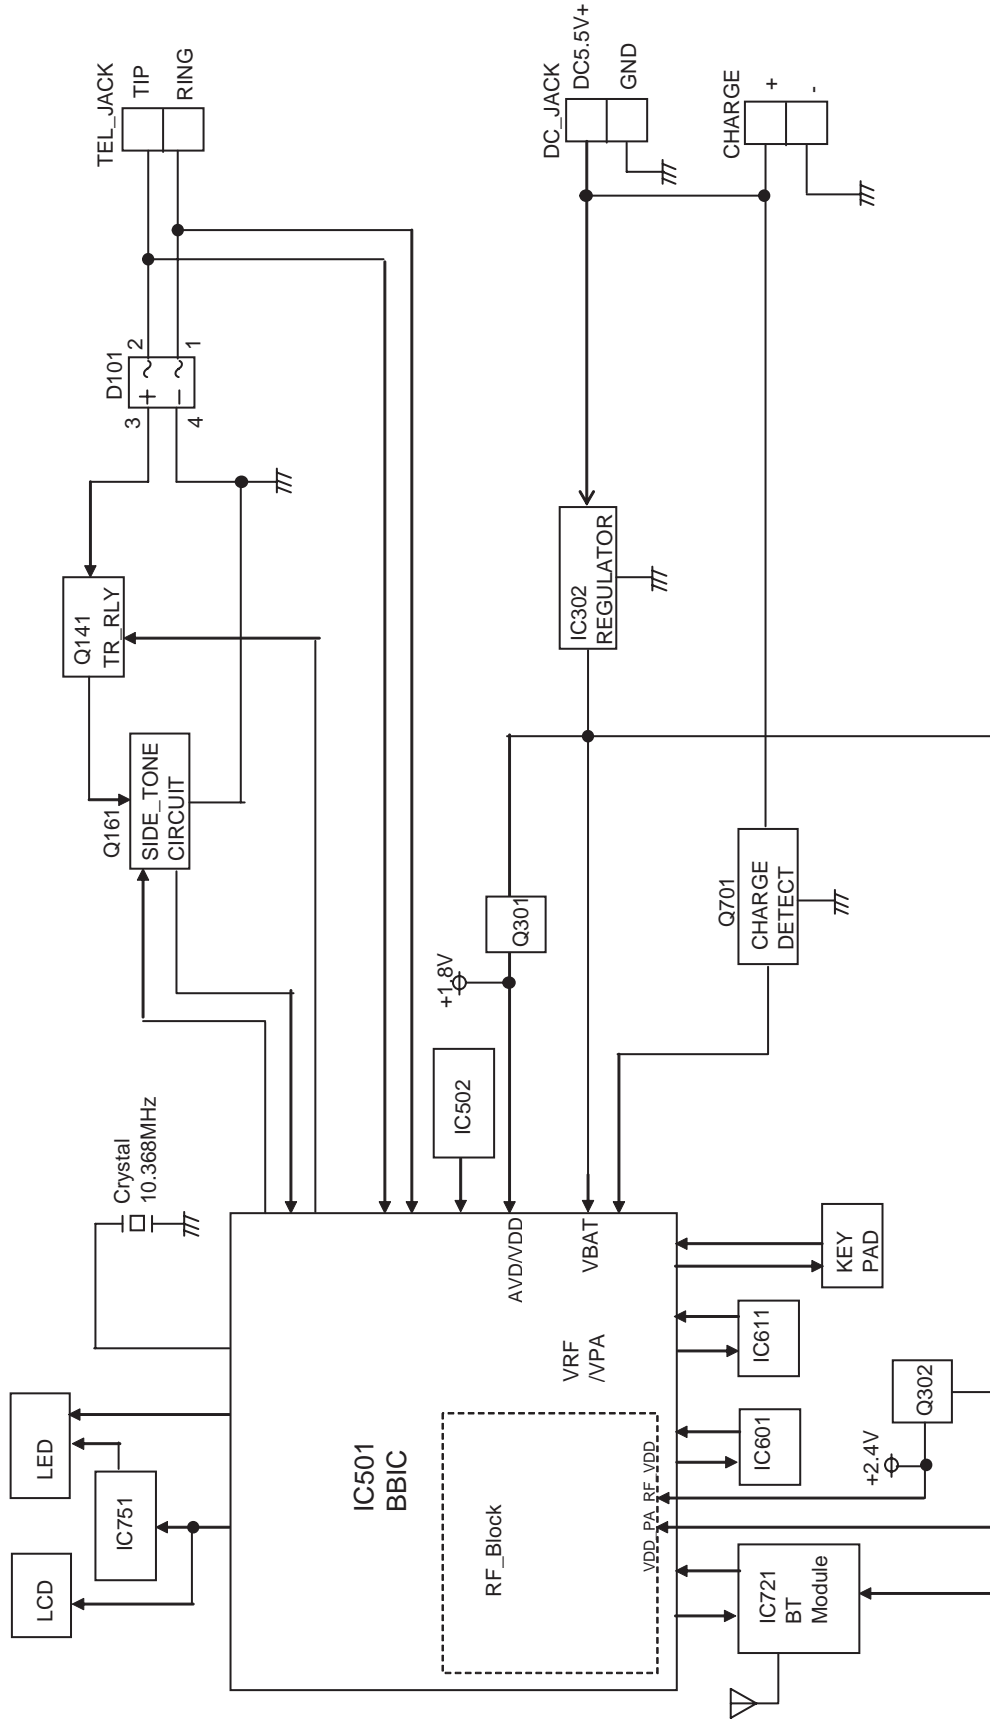 TEL_JACK
TIP
RING
D101
2
1
3
4
+
−
~
~
Q141
TR_RLY
Q161
SIDE_TONE
CIRCUIT
DC_JACK
DC5.5V+
GND
CHARGE
+
-
IC302
REGULATOR
Q701
CHARGE
DETECT
Q301
+1.8V
IC502
Crystal
10.368MHz
LED
LCD
IC751
IC501
BBIC
AVD/VDD
VBAT
VRF
/VPA
RF_Block
VDD_PA
RF_VDD
KEY
PAD
IC611
IC601
Q302
+2.4V
IC721
BT
Module